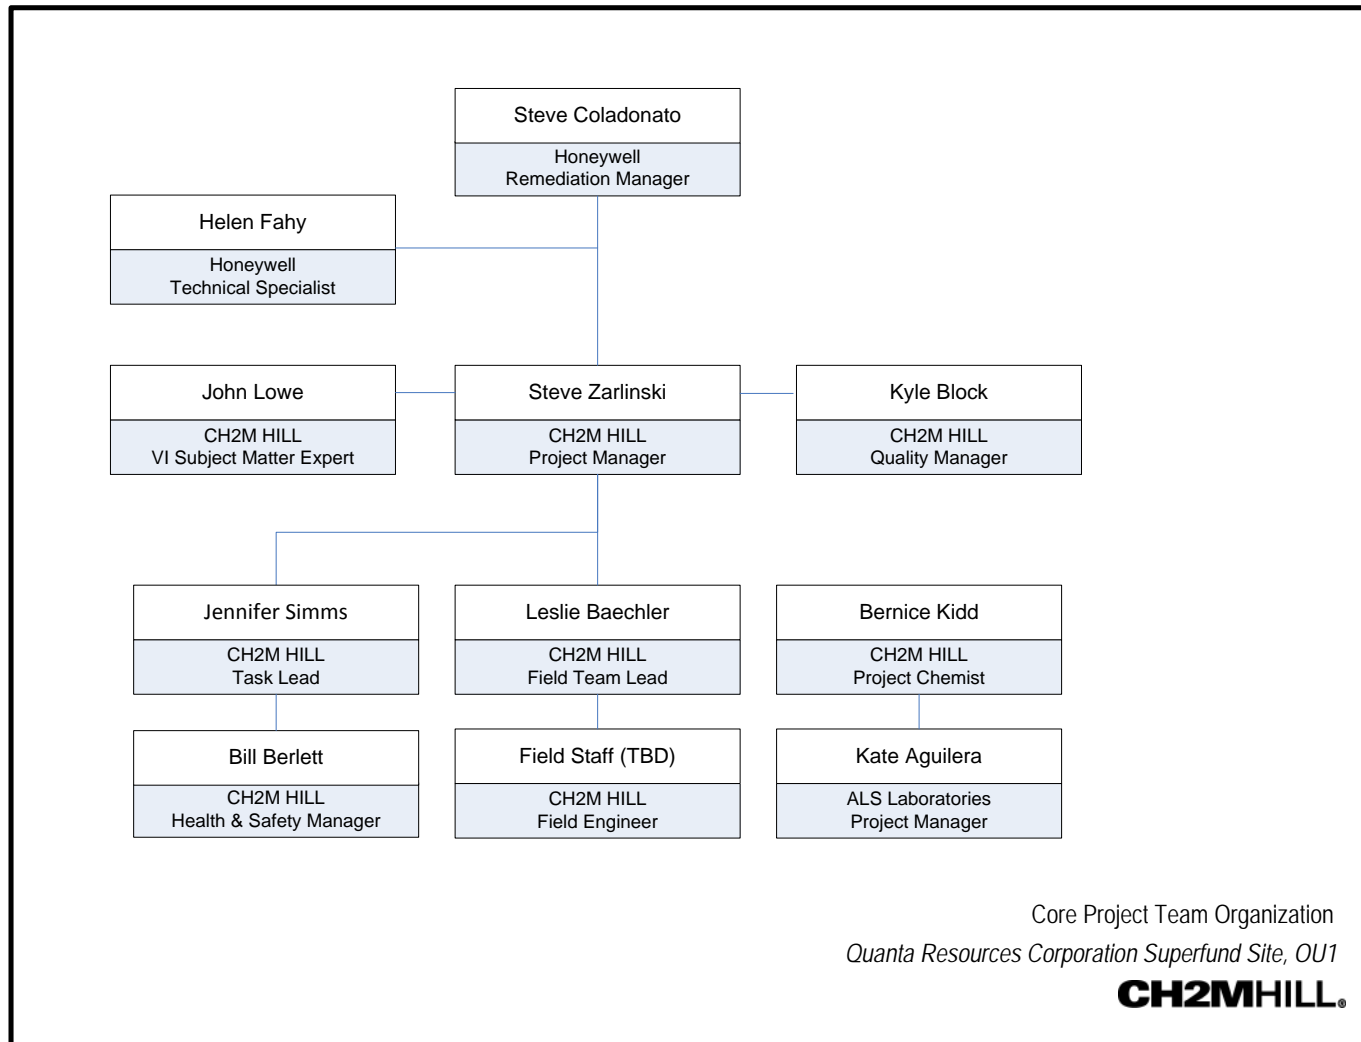 Steve Coladonato
Honeywell
Remediation Manager
Helen Fahy
Honeywell
Technical Specialist
John Lowe
CH2M HILL
VI Subject Matter Expert
Steve Zarlinski
CH2M HILL
Project Manager
Kyle Block
CH2M HILL
Quality Manager
Jennifer Simms
CH2M HILL
Task Lead
Leslie Baechler
CH2M HILL
Field Team Lead
Bernice Kidd
CH2M HILL
Project Chemist
Bill Berlett
CH2M HILL
Health & Safety Manager
Field Staff (TBD)
CH2M HILL
Field Engineer
Kate Aguilera
ALS Laboratories
Project Manager
Core Project Team Organization
Quanta Resources Corporation Superfund Site, OU1
CH2MHILL®